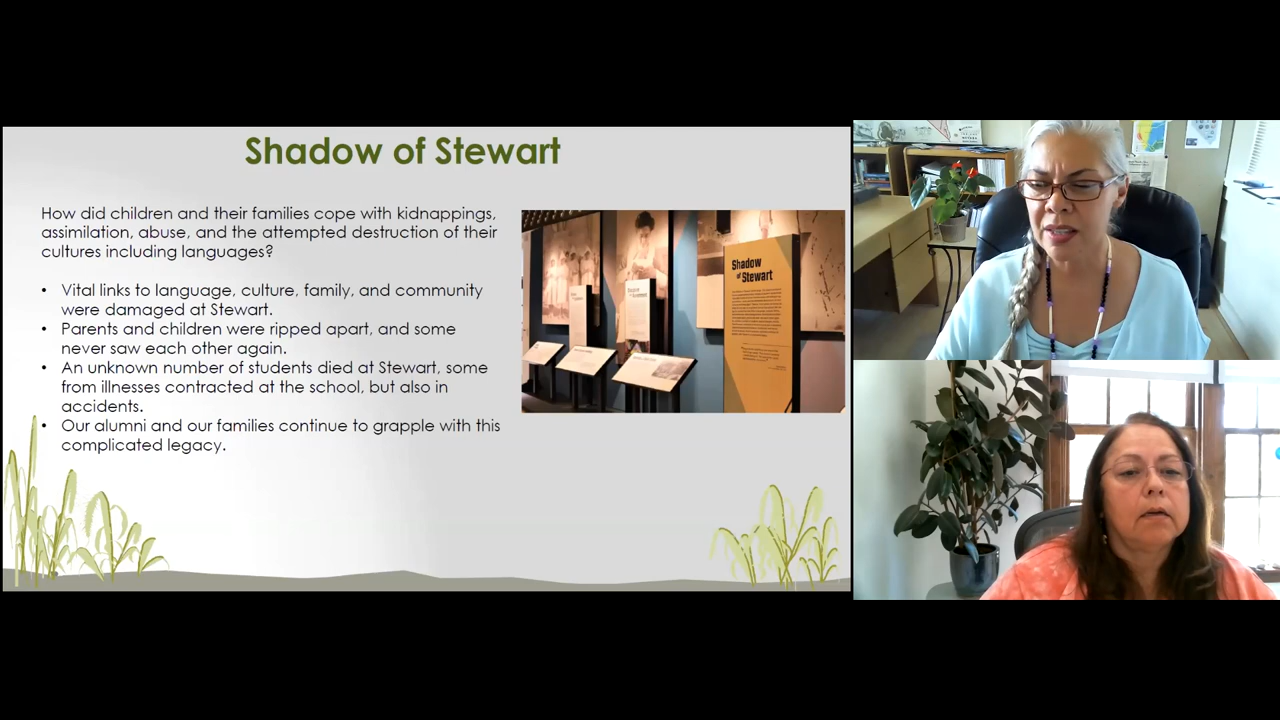 Shadow of Stewart
How did children and their families cope with kidnappings,
assimilation, abuse, and the attempted destruction of their
cultures including languages?
• Vital links to language, culture, family, and community
were damaged at Stewart.
• Parents and children were ripped apart, and some
never saw each other again.
• An unknown number of students died at Stewart, some
from illnesses contracted at the school, but also in
accidents.
• Our alumni and our families continue to grapple with this
complicated legacy.
Shadow
of Stewart